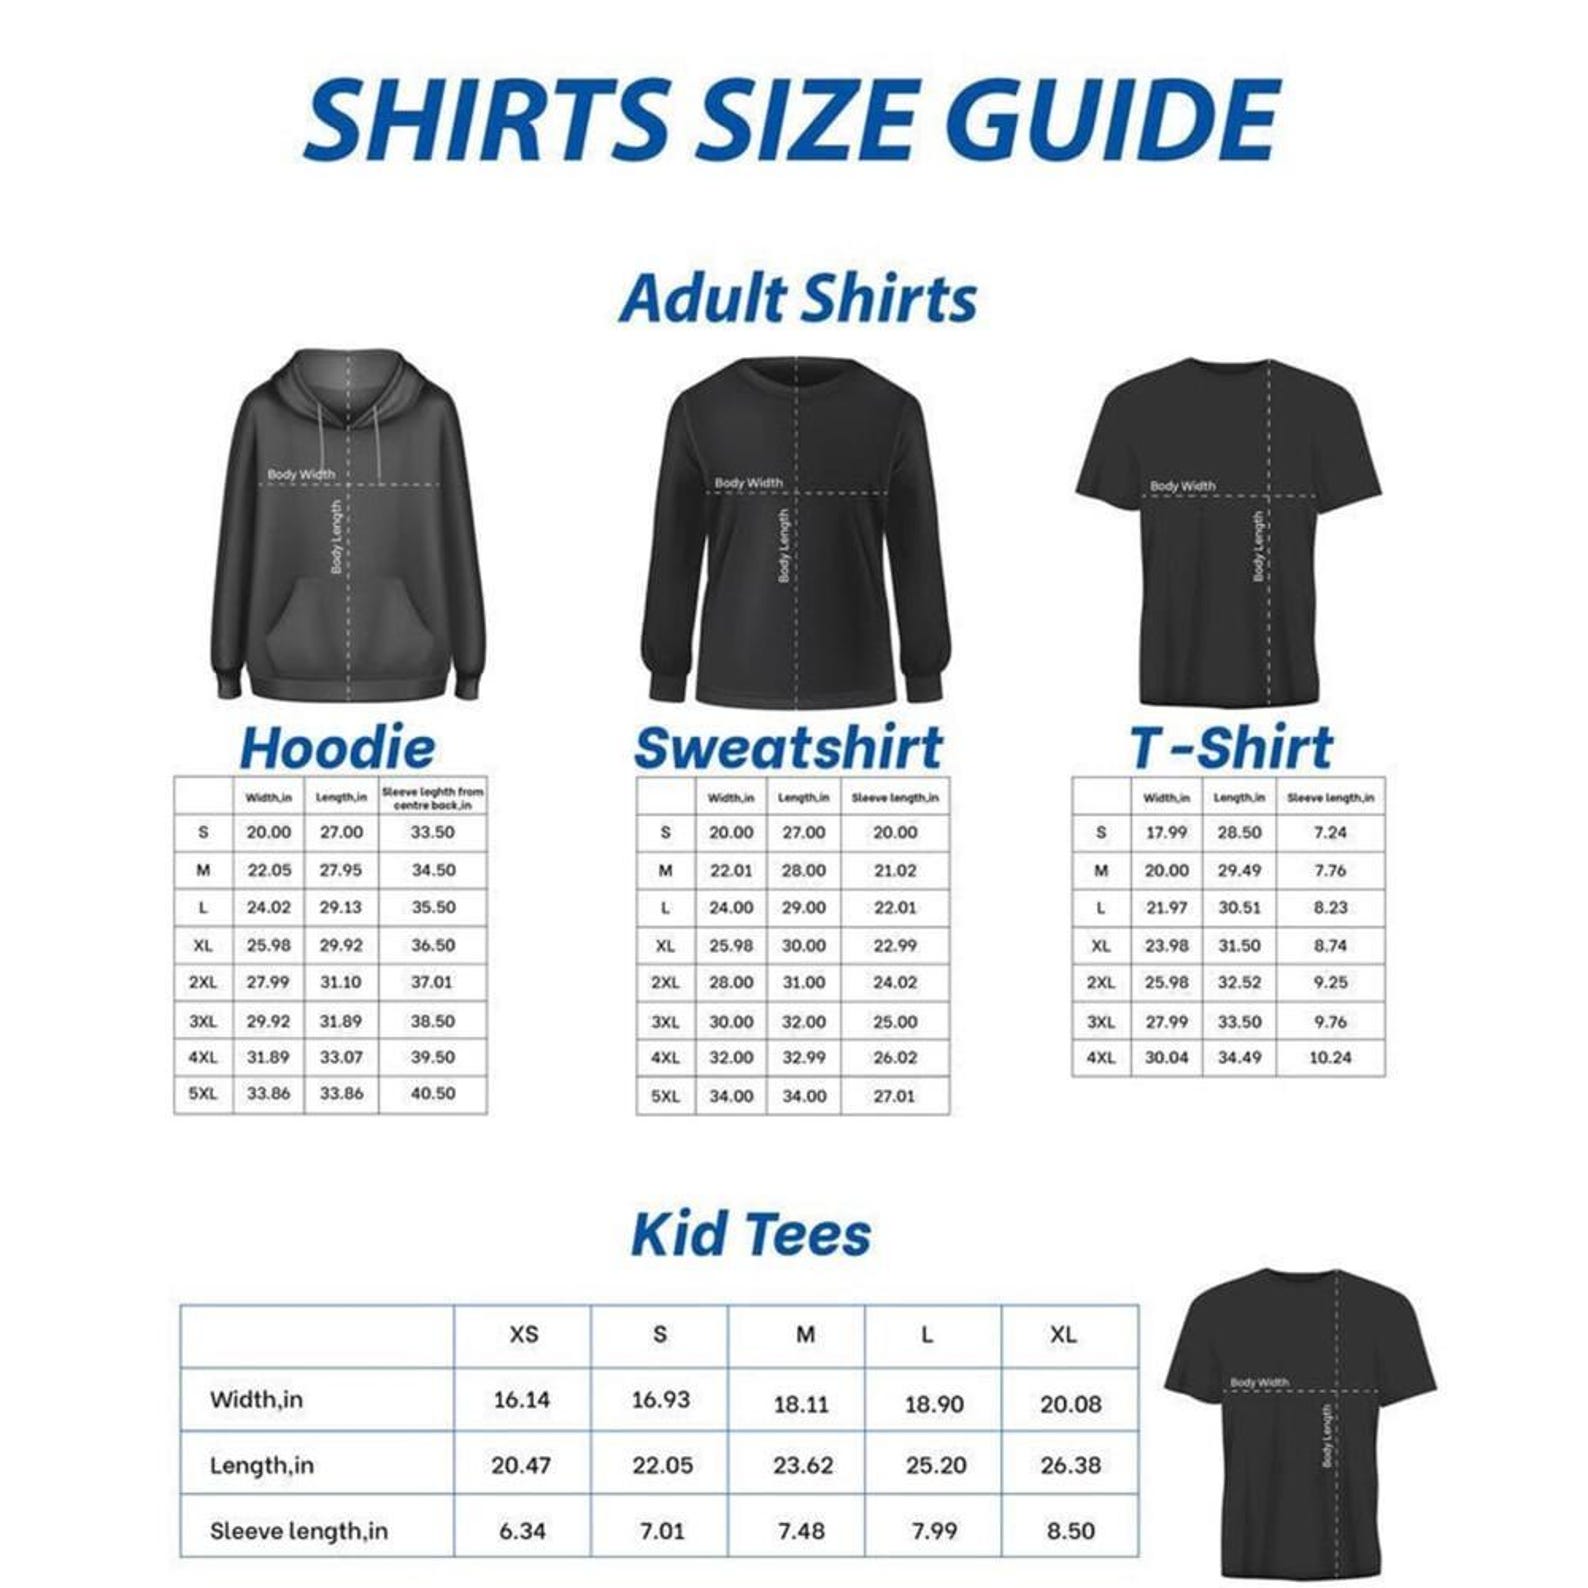 SHIRTS SIZE GUIDE
Adult Shirts
Body Width
Body Length
Body Width
Body Length
Body Width
Body Length
Hoodie
Width,in Length,in Sleeve leghth from centre back,in
S 20.00 27.00 33.50
M 22.05 27.95 34.50
L 24.02 29.13 35.50
XL 25.98 29.92 36.50
2XL 27.99 31.10 37.01
3XL 29.92 31.89 38.50
4XL 31.89 33.07 39.50
5XL 33.86 33.86 40.50
Sweatshirt
Width,in Length,in Sleeve length,in
S 20.00 27.00 20.00
M 22.01 28.00 21.02
L 24.00 29.00 22.01
XL 25.98 30.00 22.99
2XL 28.00 31.00 24.02
3XL 30.00 32.00 25.00
4XL 32.00 32.99 26.02
5XL 34.00 34.00 27.01
T-Shirt
Width,in Length,in Sleeve length,in
S 17.99 28.50 7.24
M 20.00 29.49 7.76
L 21.97 30.51 8.23
XL 23.98 31.50 8.74
2XL 25.98 32.52 9.25
3XL 27.99 33.50 9.76
4XL 30.04 34.49 10.24
Kid Tees
XS S M L XL
Width,in 16.14 16.93 18.11 18.90 20.08
Length,in 20.47 22.05 23.62 25.20 26.38
Sleeve length,in 6.34 7.01 7.48 7.99 8.50
Body Width
Body Length